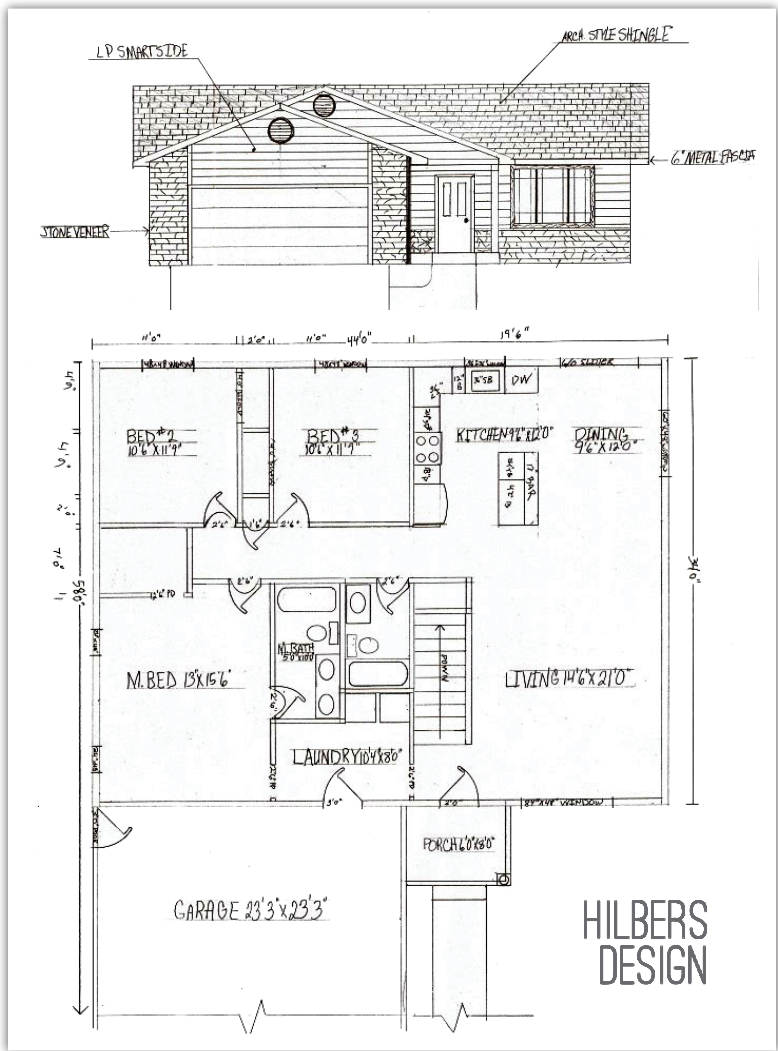 ARCH. STYLE SHINGLE
LP SMARTSIDE
6" METAL FASCIA
STONE VENEER
11'0"
2'0"
11'0"
44'0"
19'6"
W/O SLIDER
DW
BED #2
10'6" X 11'9"
BED #3
10'6" X 11'9"
KITCHEN 9'6" X 12'0"
DINING
9'6" X 12'0"
2'6"
1'6"
2'6"
7'0"
58'0"
34'0"
2'6"
2'6"
M. BATH
5'0" X 10'0"
DOWN
M. BED 13' X 15'6"
LIVING 14'6" X 21'0"
LAUNDRY 10'4" X 8'0"
3'0"
84" X 48" WINDOW
PORCH 6'0" X 8'0"
GARAGE 23'3" X 23'3"
HILBERS
DESIGN